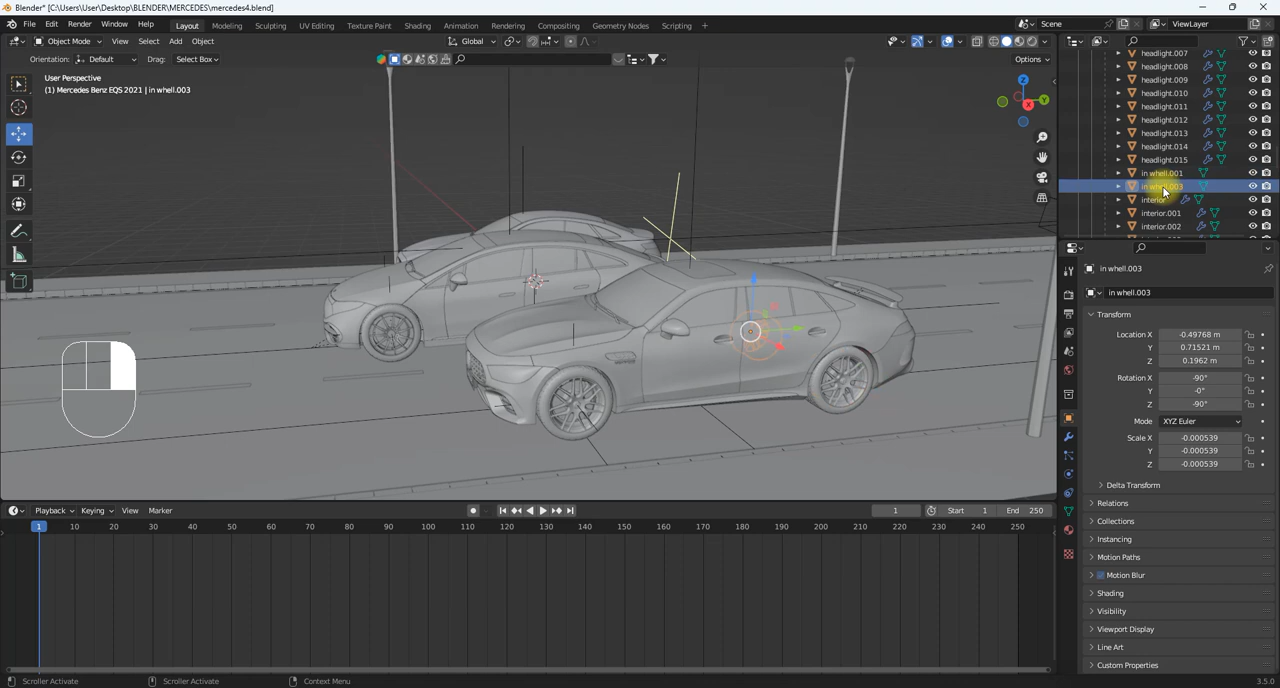 Blender* [C:\Users\User\Desktop\BLENDER\MERCEDES\mercedes4.blend]
File Edit Render Window Help Layout Modeling Sculpting UV Editing Texture Paint Shading Animation Rendering Compositing Geometry Nodes Scripting + Scene ViewLayer
Object Mode View Select Add Object Global
Orientation: Default Drag: Select Box Options
User Perspective
(1) Mercedes Benz EQS 2021 | in whell.003
Z
Y
X
headlight.007
headlight.008
headlight.009
headlight.010
headlight.011
headlight.012
headlight.013
headlight.014
headlight.015
in whell.001
in whell.003
interior
interior.001
interior.002
in whell.003
in whell.003
Transform
Location X -0.49768 m
Y 0.71521 m
Z 0.1962 m
Rotation X -90°
Y -0°
Z -90°
Mode XYZ Euler
Scale X -0.000539
Y -0.000539
Z -0.000539
Delta Transform
Relations
Collections
Instancing
Motion Paths
Motion Blur
Shading
Visibility
Viewport Display
Line Art
Custom Properties
Playback Keying View Marker 1 Start 1 End 250
1 10 20 30 40 50 60 70 80 90 100 110 120 130 140 150 160 170 180 190 200 210 220 230 240 250
Scroller Activate Scroller Activate Context Menu 3.5.0